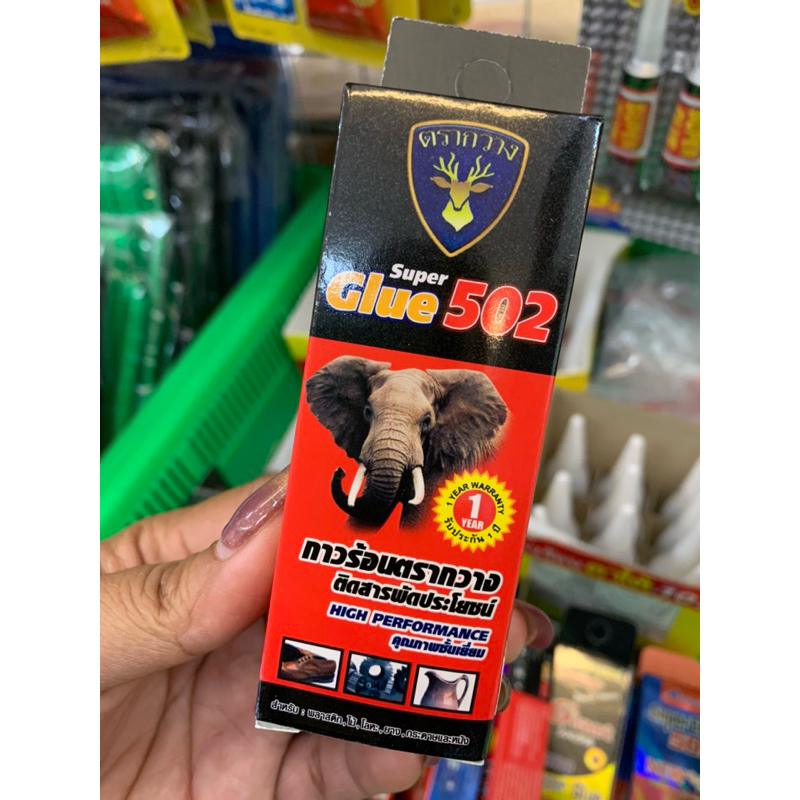 ตรากวาง
Super
Glue 502
1 YEAR WARRANTY
1
YEAR
รับประกัน 1 ปี
กาวร้อนตรากวาง
ติดสารพัดประโยชน์
HIGH PERFORMANCE
คุณภาพชั้นเยี่ยม
สำหรับ : พลาสติก, ไม้, โลหะ, ยาง, กระดาษและหนัง